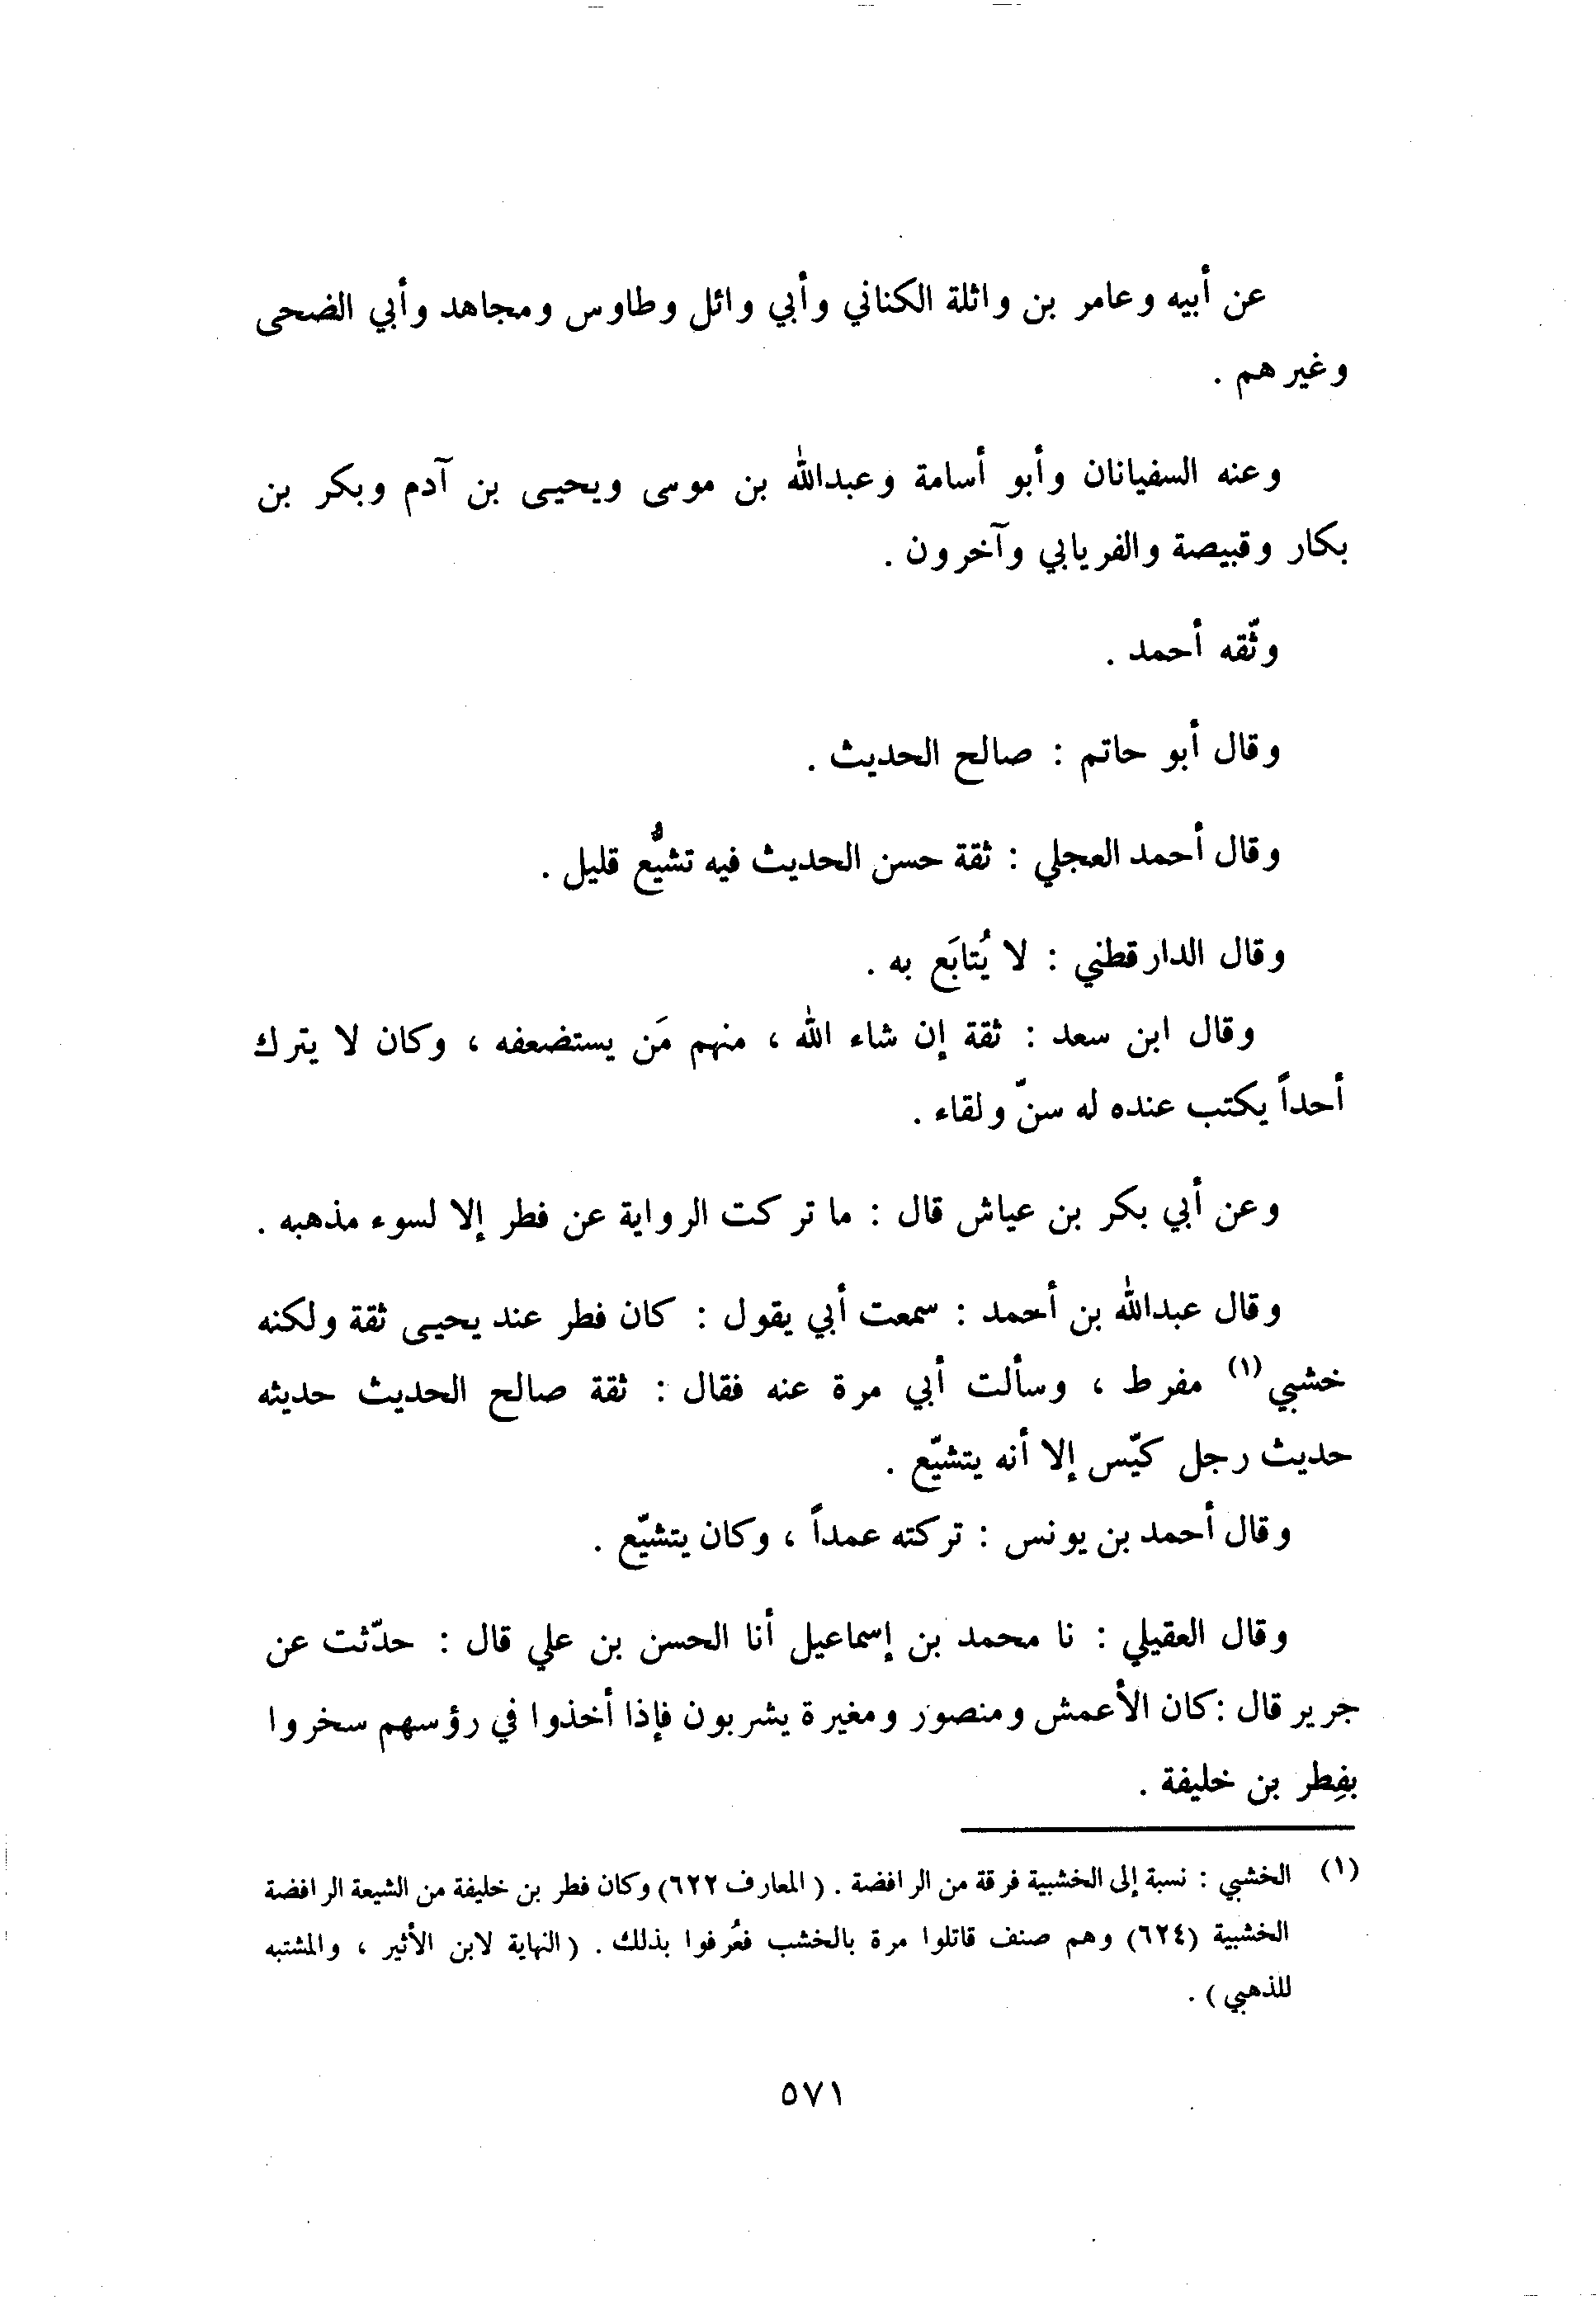 عن أبيه وعامر بن واثلة الكناني وأبي وائل وطاوس ومجاهد وأبي الضحى
وغيرهم .
وعنه السفيانان وأبو أسامة وعبدالله بن موسى ويحيى بن آدم وبكر بن
بكار وقبيصة والفريابي وآخرون .
وثّقه أحمد .
وقال أبو حاتم : صالح الحديث .
وقال أحمد العجلي : ثقة حسن الحديث فيه تشيُّع قليل .
وقال الدارقطني : لا يُتابَع به .
وقال ابن سعد : ثقة إن شاء الله ، منهم مَن يستضعفه ، وكان لا يترك
أحداً يكتب عنده له سنّ ولقاء .
وعن أبي بكر بن عياش قال : ما تركت الرواية عن فطر إلا لسوء مذهبه .
وقال عبدالله بن أحمد : سمعت أبي يقول : كان فطر عند يحيى ثقة ولكنه
خشبي (١) مفرط ، وسألت أبي مرة عنه فقال : ثقة صالح الحديث حديثه
حديث رجل كيّس إلا أنه يتشيّع .
وقال أحمد بن يونس : تركته عمداً ، وكان يتشيّع .
وقال العقيلي : نا محمد بن إسماعيل أنا الحسن بن علي قال : حدّثت عن
جرير قال : كان الأعمش ومنصور ومغيرة يشربون فإذا أخذوا في رؤسهم سخروا
بفِطر بن خليفة .
(١) الخشبي : نسبة إلى الخشبية فرقة من الرافضة . ( المعارف ٦٢٢) وكان فطر بن خليفة من الشيعة الرافضة
الخشبية (٦٢٤) وهم صنف قاتلوا مرة بالخشب فعُرفوا بذلك . ( النهاية لابن الأثير ، والمشتبه
للذهبي ) .
٥٧١